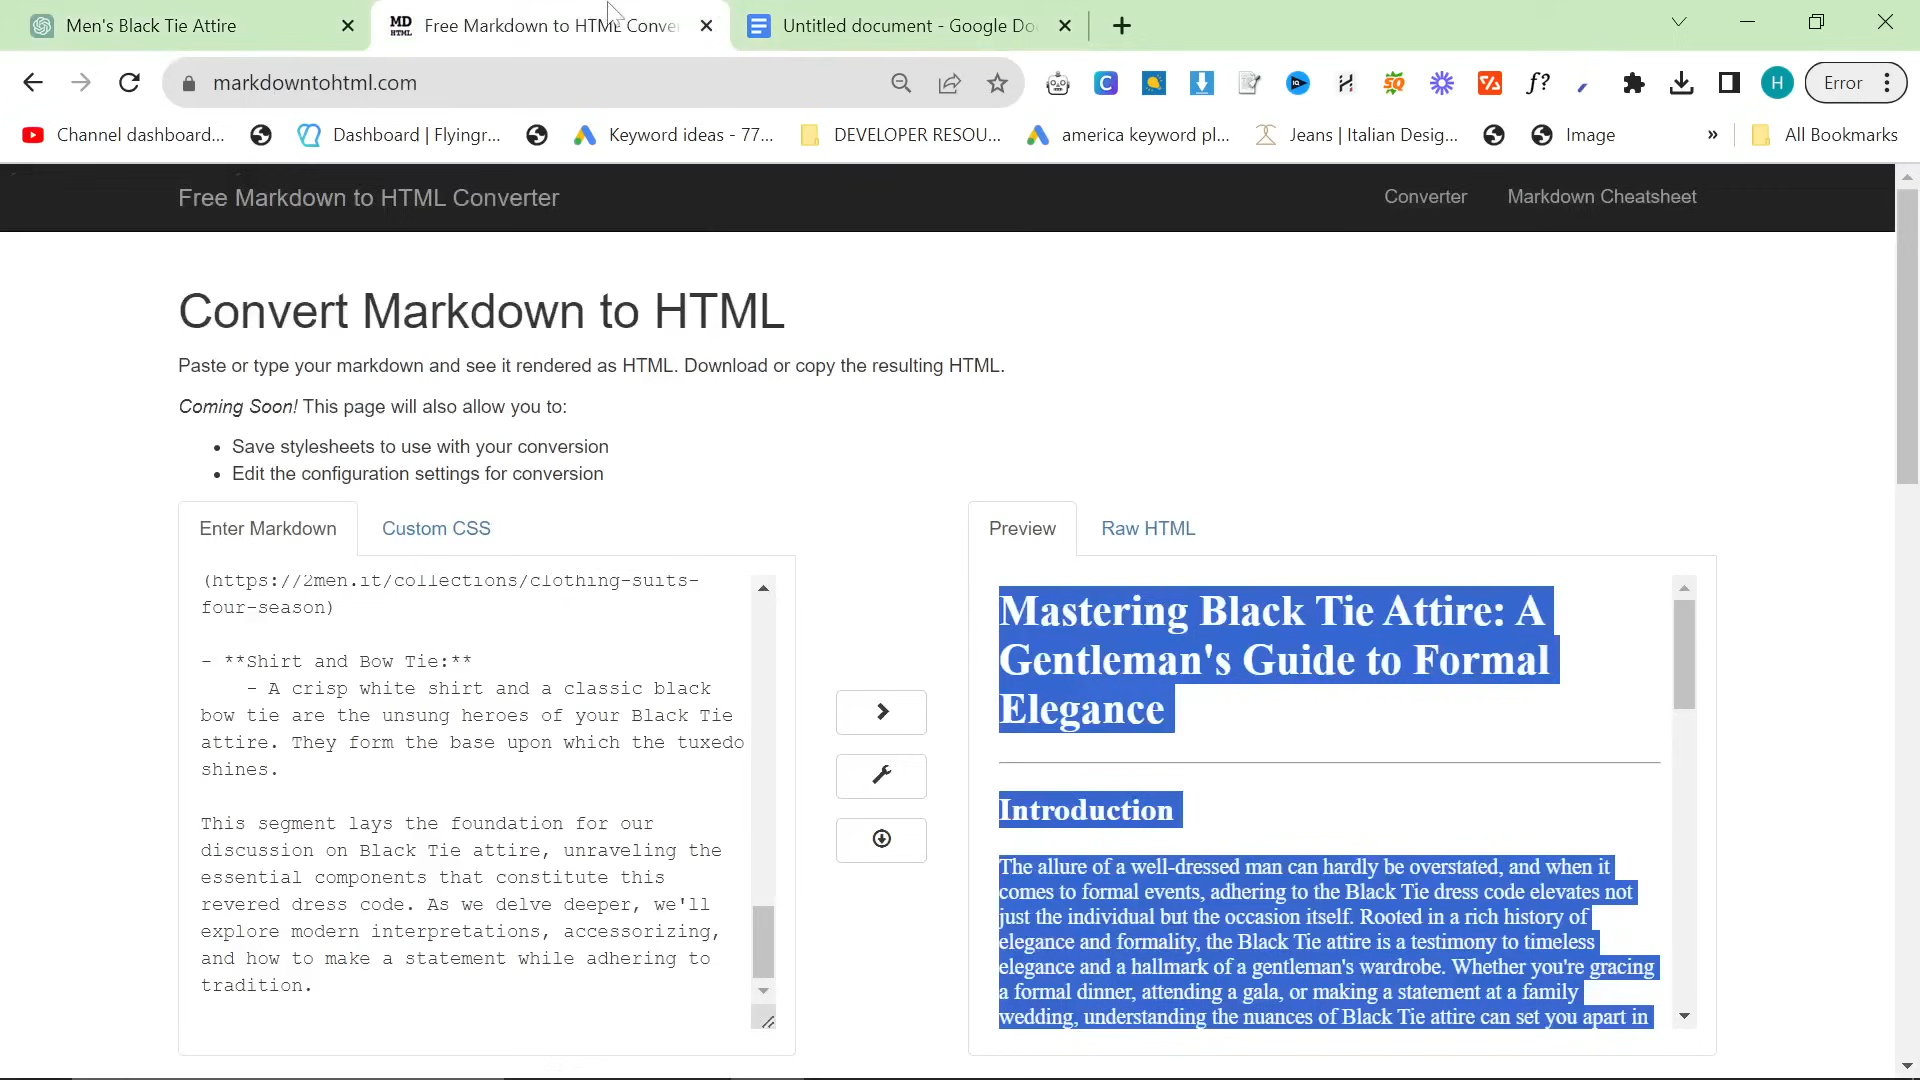 Men's Black Tie Attire
MD
HTML
Free Markdown to HTML Conver
Untitled document - Google Do
markdowntohtml.com
H
Error
Channel dashboard...
Dashboard | Flyingr...
Keyword ideas - 77...
DEVELOPER RESOU...
america keyword pl...
Jeans | Italian Desig...
Image
»
All Bookmarks
Free Markdown to HTML Converter
Converter
Markdown Cheatsheet
Convert Markdown to HTML
Paste or type your markdown and see it rendered as HTML. Download or copy the resulting HTML.
Coming Soon! This page will also allow you to:
• Save stylesheets to use with your conversion
• Edit the configuration settings for conversion
Enter Markdown
Custom CSS
(https://2men.it/collections/clothing-suits-
four-season)
- **Shirt and Bow Tie:**
- A crisp white shirt and a classic black
bow tie are the unsung heroes of your Black Tie
attire. They form the base upon which the tuxedo
shines.
This segment lays the foundation for our
discussion on Black Tie attire, unraveling the
essential components that constitute this
revered dress code. As we delve deeper, we'll
explore modern interpretations, accessorizing,
and how to make a statement while adhering to
tradition.
Preview
Raw HTML
Mastering Black Tie Attire: A
Gentleman's Guide to Formal
Elegance
Introduction
The allure of a well-dressed man can hardly be overstated, and when it
comes to formal events, adhering to the Black Tie dress code elevates not
just the individual but the occasion itself. Rooted in a rich history of
elegance and formality, the Black Tie attire is a testimony to timeless
elegance and a hallmark of a gentleman's wardrobe. Whether you're gracing
a formal dinner, attending a gala, or making a statement at a family
wedding, understanding the nuances of Black Tie attire can set you apart in